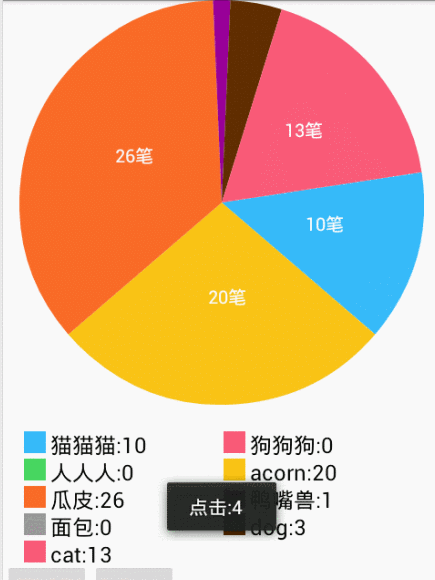 26笔
13笔
10笔
20笔
猫猫猫:10
狗狗狗:0
人人人:0
acorn:20
瓜皮:26
鸭嘴兽:1
点击:4
面包:0
dog:3
cat:13